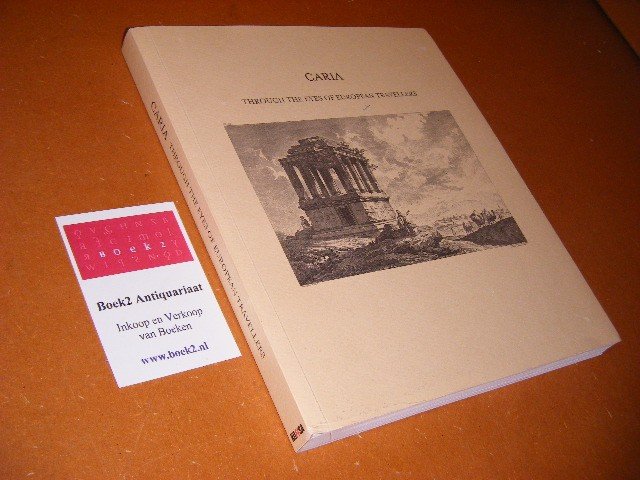 CARIA
THROUGH THE EYES OF EUROPEAN TRAVELLERS
CARIA THROUGH THE EYES OF EUROPEAN TRAVELLERS
BOEK2
Boek2 Antiquariaat
Inkoop en Verkoop
van Boeken
www.boek2.nl